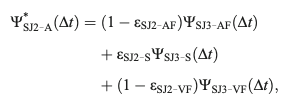 Ψ*SJ2–A(Δt) = (1 − εSJ2–AF)ΨSJ3–AF(Δt)
+ εSJ2–SΨSJ3–S(Δt)
+ (1 − εSJ2–VF)ΨSJ3–VF(Δt),